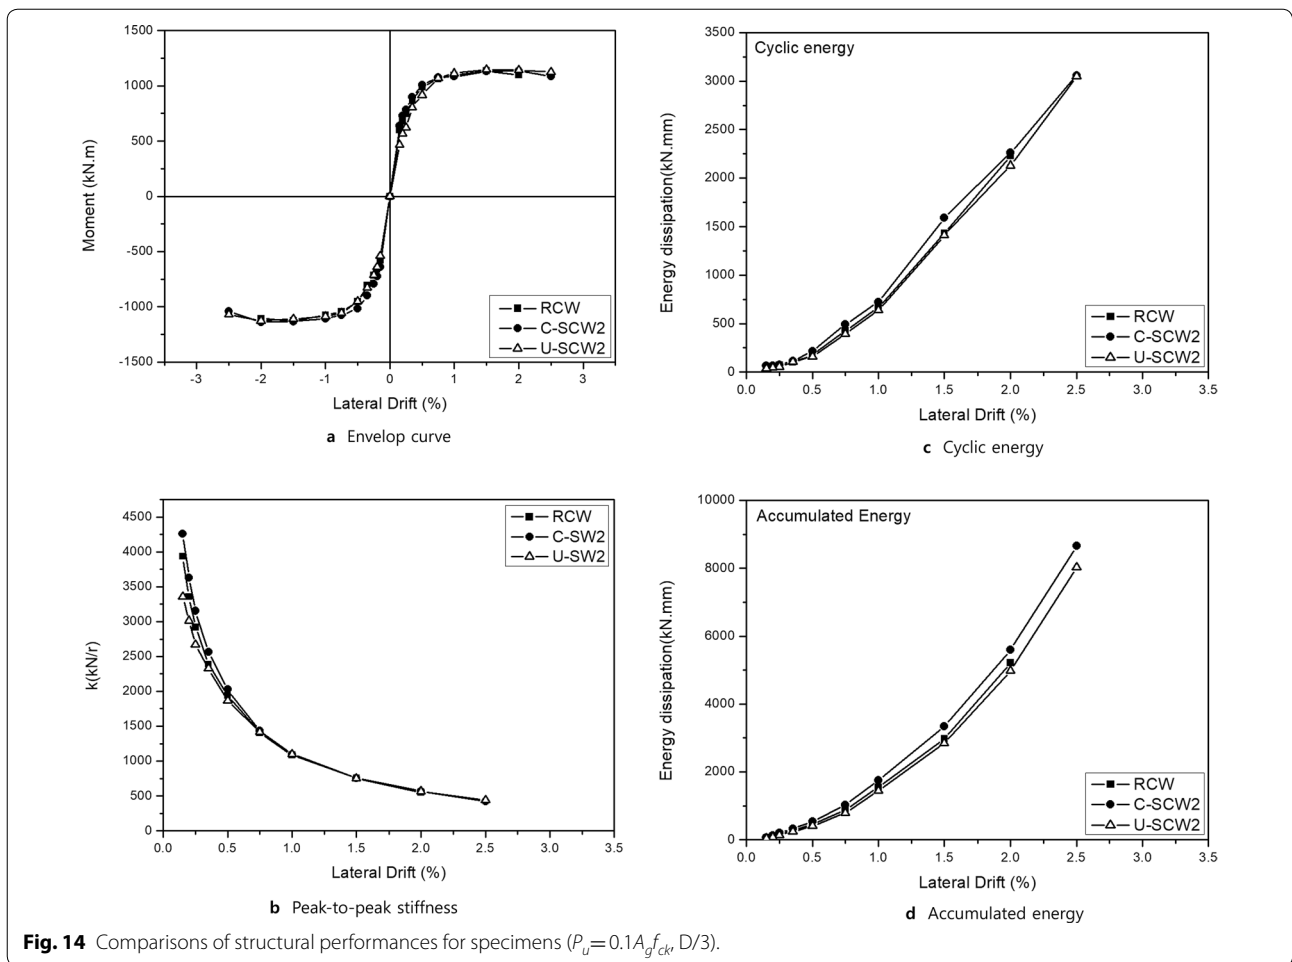 1500
1000
500
0
-500
-1000
-1500
Moment (kN.m)
-3 -2 -1 0 1 2 3
Lateral Drift (%)
RCW
C-SCW2
U-SCW2
a Envelop curve
Cyclic energy
3500
3000
2500
2000
1500
1000
500
0
Energy dissipation(kN.mm)
0.0 0.5 1.0 1.5 2.0 2.5 3.0 3.5
Lateral Drift (%)
RCW
C-SCW2
U-SCW2
c Cyclic energy
4500
4000
3500
3000
2500
2000
1500
1000
500
0
k(kN/r)
0.0 0.5 1.0 1.5 2.0 2.5 3.0 3.5
Lateral Drift (%)
RCW
C-SW2
U-SW2
b Peak-to-peak stiffness
Accumulated Energy
10000
8000
6000
4000
2000
0
Energy dissipation(kN.mm)
0.0 0.5 1.0 1.5 2.0 2.5 3.0 3.5
Lateral Drift (%)
RCW
C-SCW2
U-SCW2
d Accumulated energy
Fig. 14 Comparisons of structural performances for specimens (Pu = 0.1Agfck, D/3).